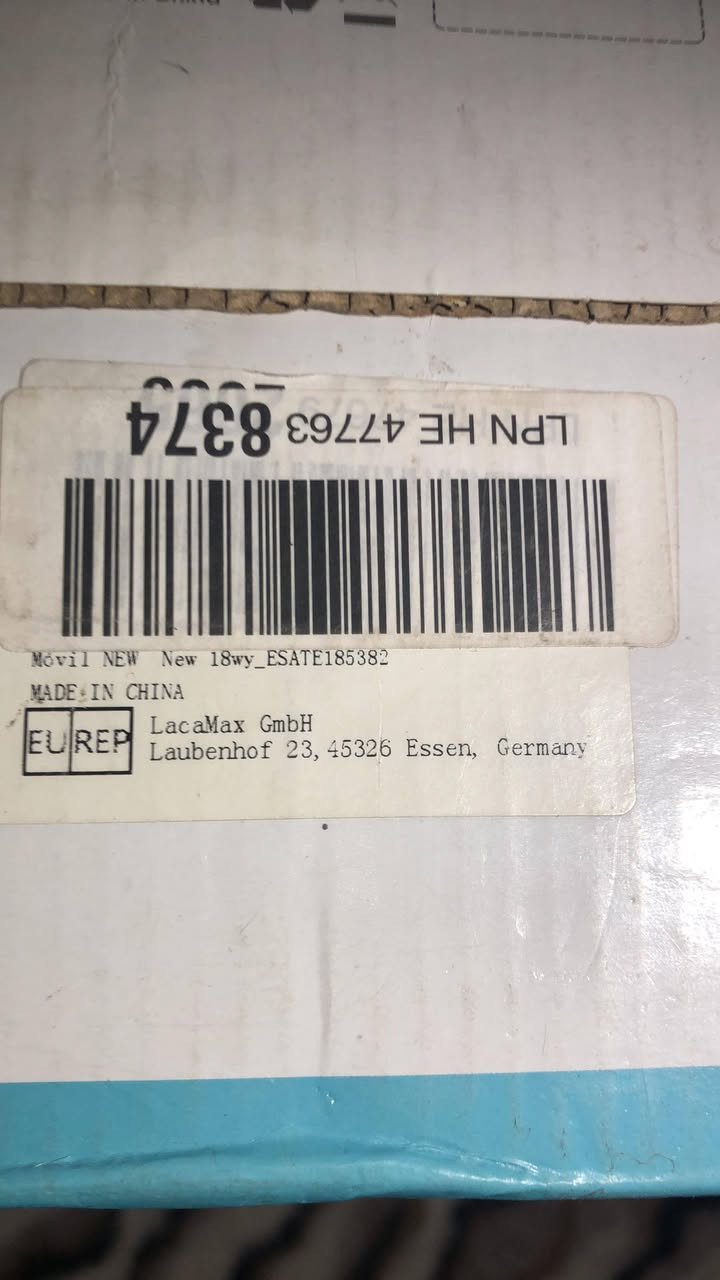 LPN HE 47763 8374
Móvil NEW New 18wy_ESATE185382
MADE IN CHINA
EU REP
LacaMax GmbH
Laubenhof 23, 45326 Essen, Germany